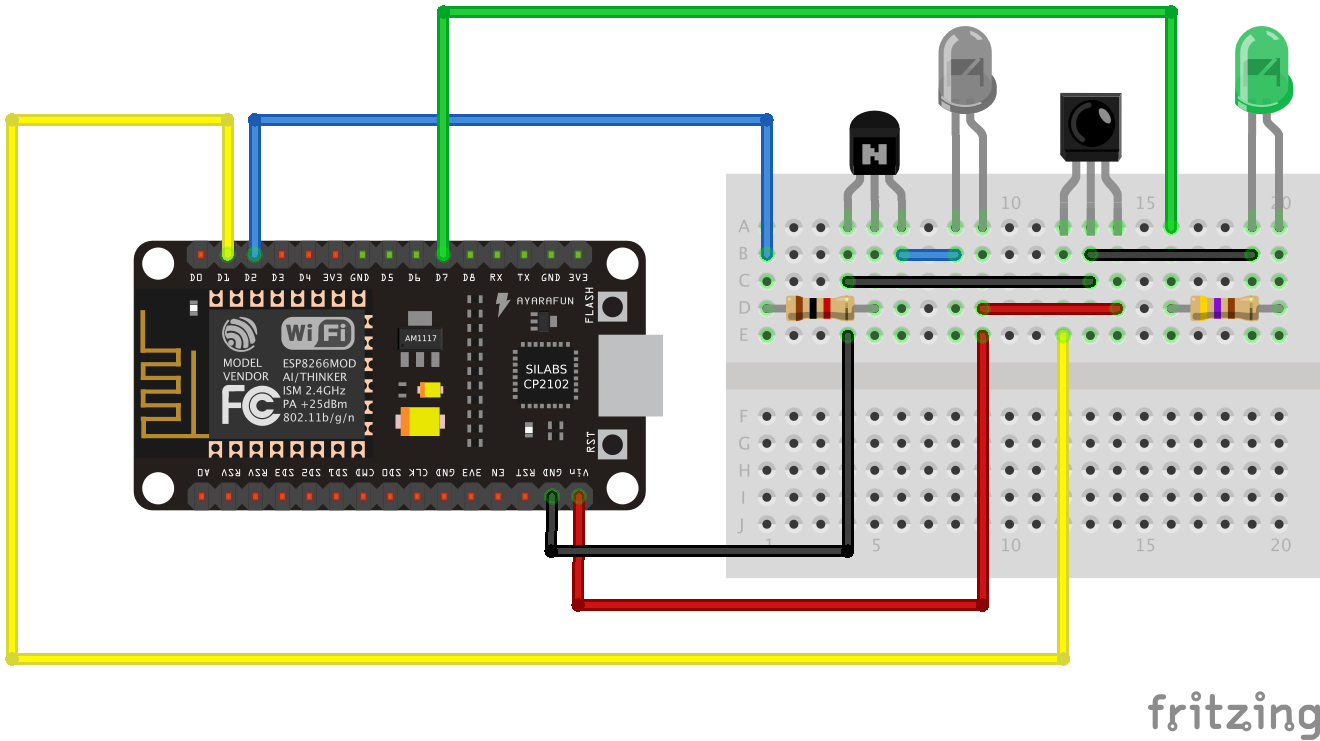 N
10
15
20
A
B
C
D
E
D0 D1 D2 D3 D4 3V3 GND D5 D6 D7 D8 RX TX GND 3V3
FLASH
AYARAFUN
Wi Fi
MODEL
VENDOR
ESP8266MOD
AI/THINKER
ISM 2.4GHz
PA +25dBm
802.11b/g/n
FC
AM1117
SILABS
CP2102
RST
A0 RSV RSV SD3 SD2 SD1 CMD SD0 CLK GND 3V3 EN RST GND Vin
F
G
H
I
J
1 5 10 15 20
fritzing